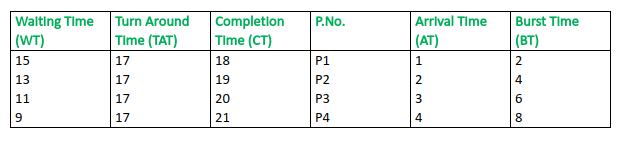 Waiting Time (WT) Turn Around Time (TAT) Completion Time (CT) P.No. Arrival Time (AT) Burst Time (BT)
15 17 18 P1 1 2
13 17 19 P2 2 4
11 17 20 P3 3 6
9 17 21 P4 4 8